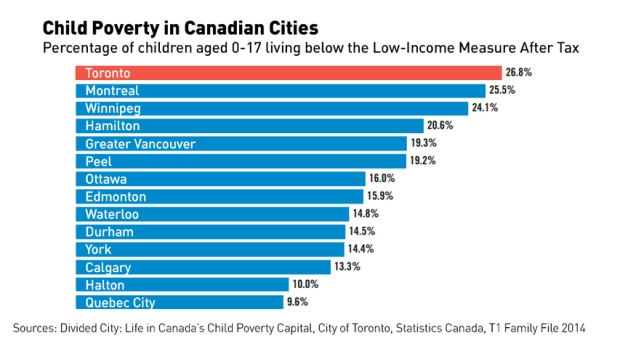 Child Poverty in Canadian Cities
Percentage of children aged 0-17 living below the Low-Income Measure After Tax
Toronto 26.8%
Montreal 25.5%
Winnipeg 24.1%
Hamilton 20.6%
Greater Vancouver 19.3%
Peel 19.2%
Ottawa 16.0%
Edmonton 15.9%
Waterloo 14.8%
Durham 14.5%
York 14.4%
Calgary 13.3%
Halton 10.0%
Quebec City 9.6%
Sources: Divided City: Life in Canada's Child Poverty Capital, City of Toronto, Statistics Canada, T1 Family File 2014